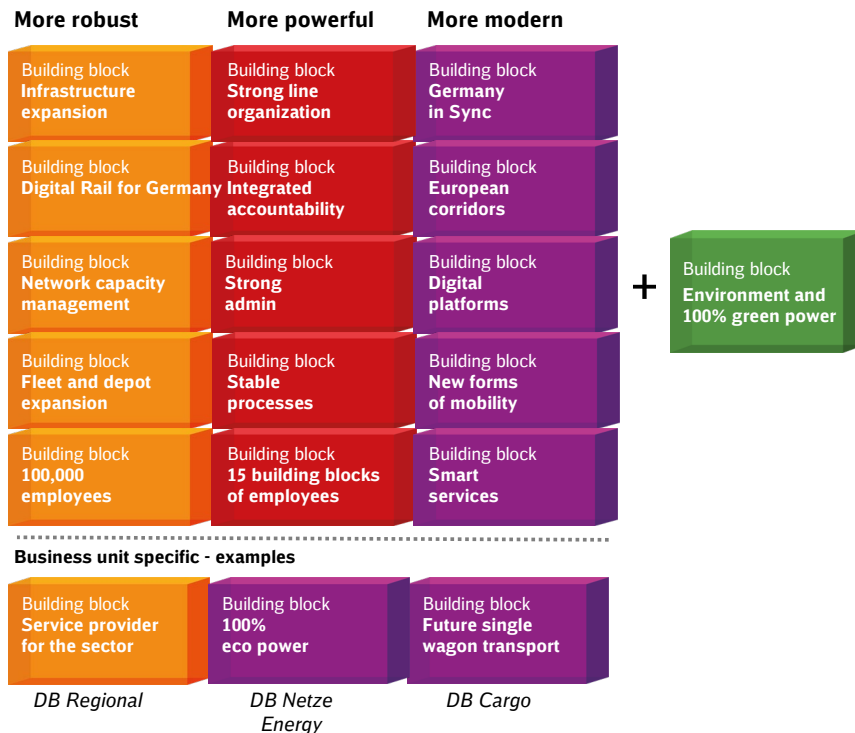 More robust
More powerful
More modern
Building block
Infrastructure
expansion
Building block
Strong line
organization
Building block
Germany
in Sync
Building block
Digital Rail for Germany
Building block
Integrated
accountability
Building block
European
corridors
Building block
Network capacity
management
Building block
Strong
admin
Building block
Digital
platforms
+
Building block
Environment and
100% green power
Building block
Fleet and depot
expansion
Building block
Stable
processes
Building block
New forms
of mobility
Building block
100,000
employees
Building block
15 building blocks
of employees
Building block
Smart
services
Business unit specific - examples
Building block
Service provider
for the sector
Building block
100%
eco power
Building block
Future single
wagon transport
DB Regional
DB Netze
Energy
DB Cargo